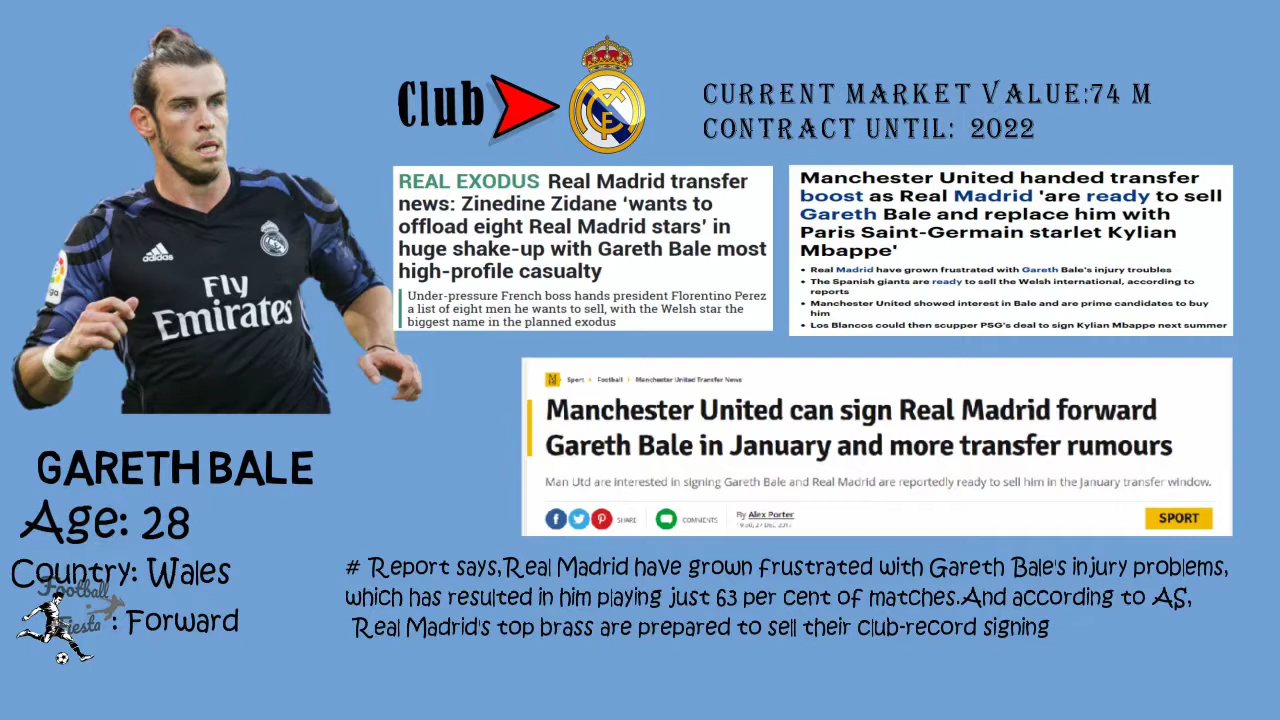 Club
CURRENT MARKET VALUE:74 M
CONTRACT UNTIL: 2022
REAL EXODUS Real Madrid transfer
news: Zinedine Zidane ‘wants to
offload eight Real Madrid stars’ in
huge shake-up with Gareth Bale most
high-profile casualty
Under-pressure French boss hands president Florentino Perez
a list of eight men he wants to sell, with the Welsh star the
biggest name in the planned exodus
Manchester United handed transfer
boost as Real Madrid 'are ready to sell
Gareth Bale and replace him with
Paris Saint-Germain starlet Kylian
Mbappe'
• Real Madrid have grown frustrated with Gareth Bale's injury troubles
• The Spanish giants are ready to sell the Welsh international, according to
reports
• Manchester United showed interest in Bale and are prime candidates to buy
him
• Los Blancos could then scupper PSG's deal to sign Kylian Mbappe next summer
adidas
Fly
Emirates
LaLiga
M Sport › Football › Manchester United Transfer News
Manchester United can sign Real Madrid forward
Gareth Bale in January and more transfer rumours
Man Utd are interested in signing Gareth Bale and Real Madrid are reportedly ready to sell him in the January transfer window.
SHARE COMMENTS By Alex Porter SPORT
GARETH BALE
Age: 28
Country: Wales
Football
Fiesta : Forward
# Report says,Real Madrid have grown frustrated with Gareth Bale's injury problems,
which has resulted in him playing just 63 per cent of matches.And according to AS,
Real Madrid's top brass are prepared to sell their club-record signing